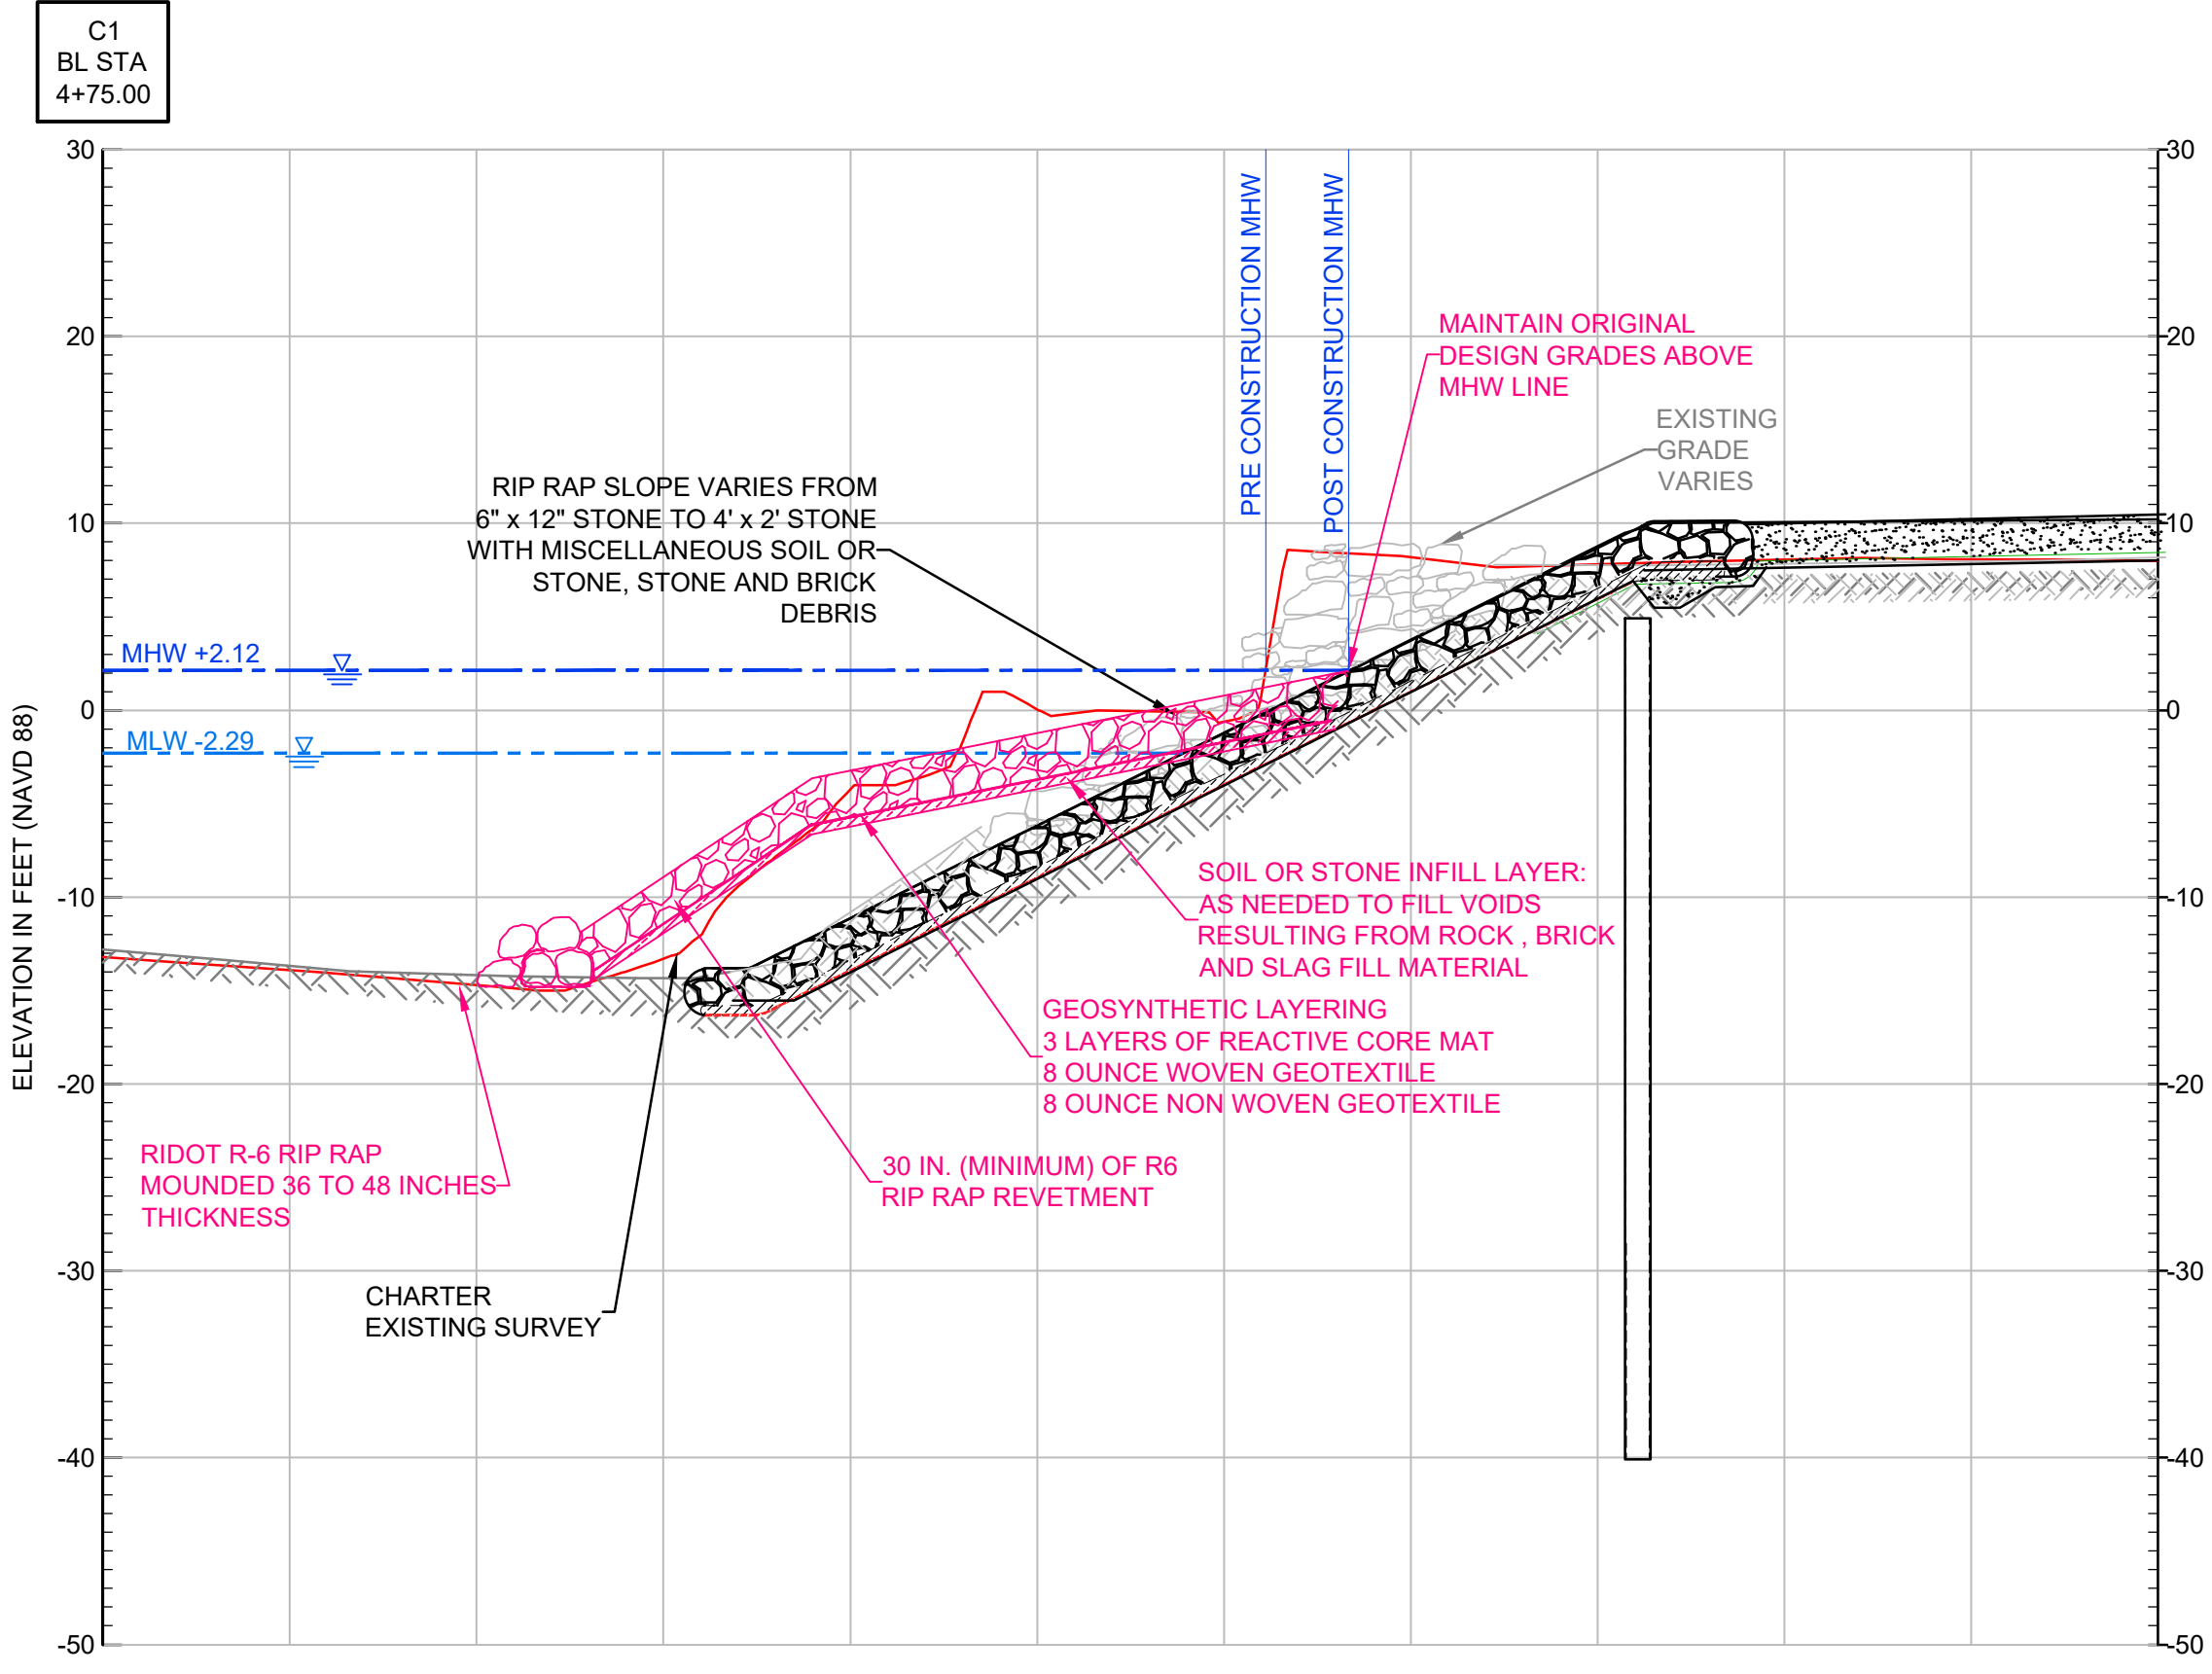 C1
BL STA
4+75.00
30
20
10
0
-10
-20
-30
-40
-50
ELEVATION IN FEET (NAVD 88)
30
20
10
0
-10
-20
-30
-40
-50
PRE CONSTRUCTION MHW
POST CONSTRUCTION MHW
MAINTAIN ORIGINAL
DESIGN GRADES ABOVE
MHW LINE
EXISTING
GRADE
VARIES
RIP RAP SLOPE VARIES FROM
6" x 12" STONE TO 4' x 2' STONE
WITH MISCELLANEOUS SOIL OR
STONE, STONE AND BRICK
DEBRIS
MHW +2.12
MLW -2.29
SOIL OR STONE INFILL LAYER:
AS NEEDED TO FILL VOIDS
RESULTING FROM ROCK , BRICK
AND SLAG FILL MATERIAL
GEOSYNTHETIC LAYERING
3 LAYERS OF REACTIVE CORE MAT
8 OUNCE WOVEN GEOTEXTILE
8 OUNCE NON WOVEN GEOTEXTILE
RIDOT R-6 RIP RAP
MOUNDED 36 TO 48 INCHES
THICKNESS
30 IN. (MINIMUM) OF R6
RIP RAP REVETMENT
CHARTER
EXISTING SURVEY